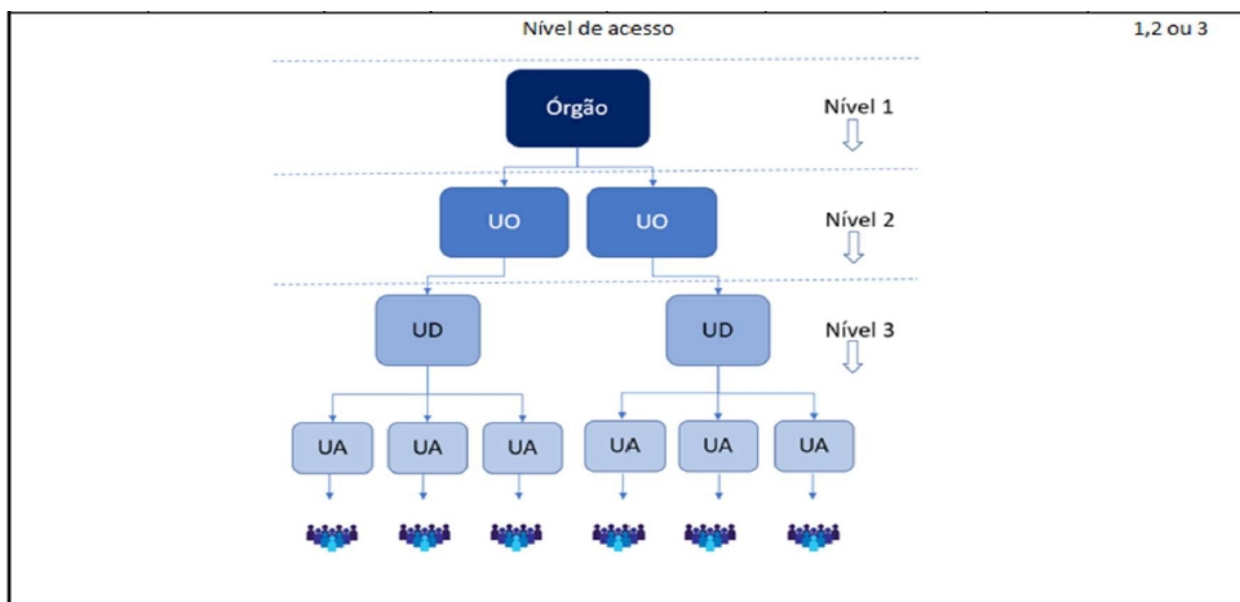 Nível de acesso 1,2 ou 3
Órgão Nível 1
UO UO Nível 2
UD UD Nível 3
UA UA UA UA UA UA